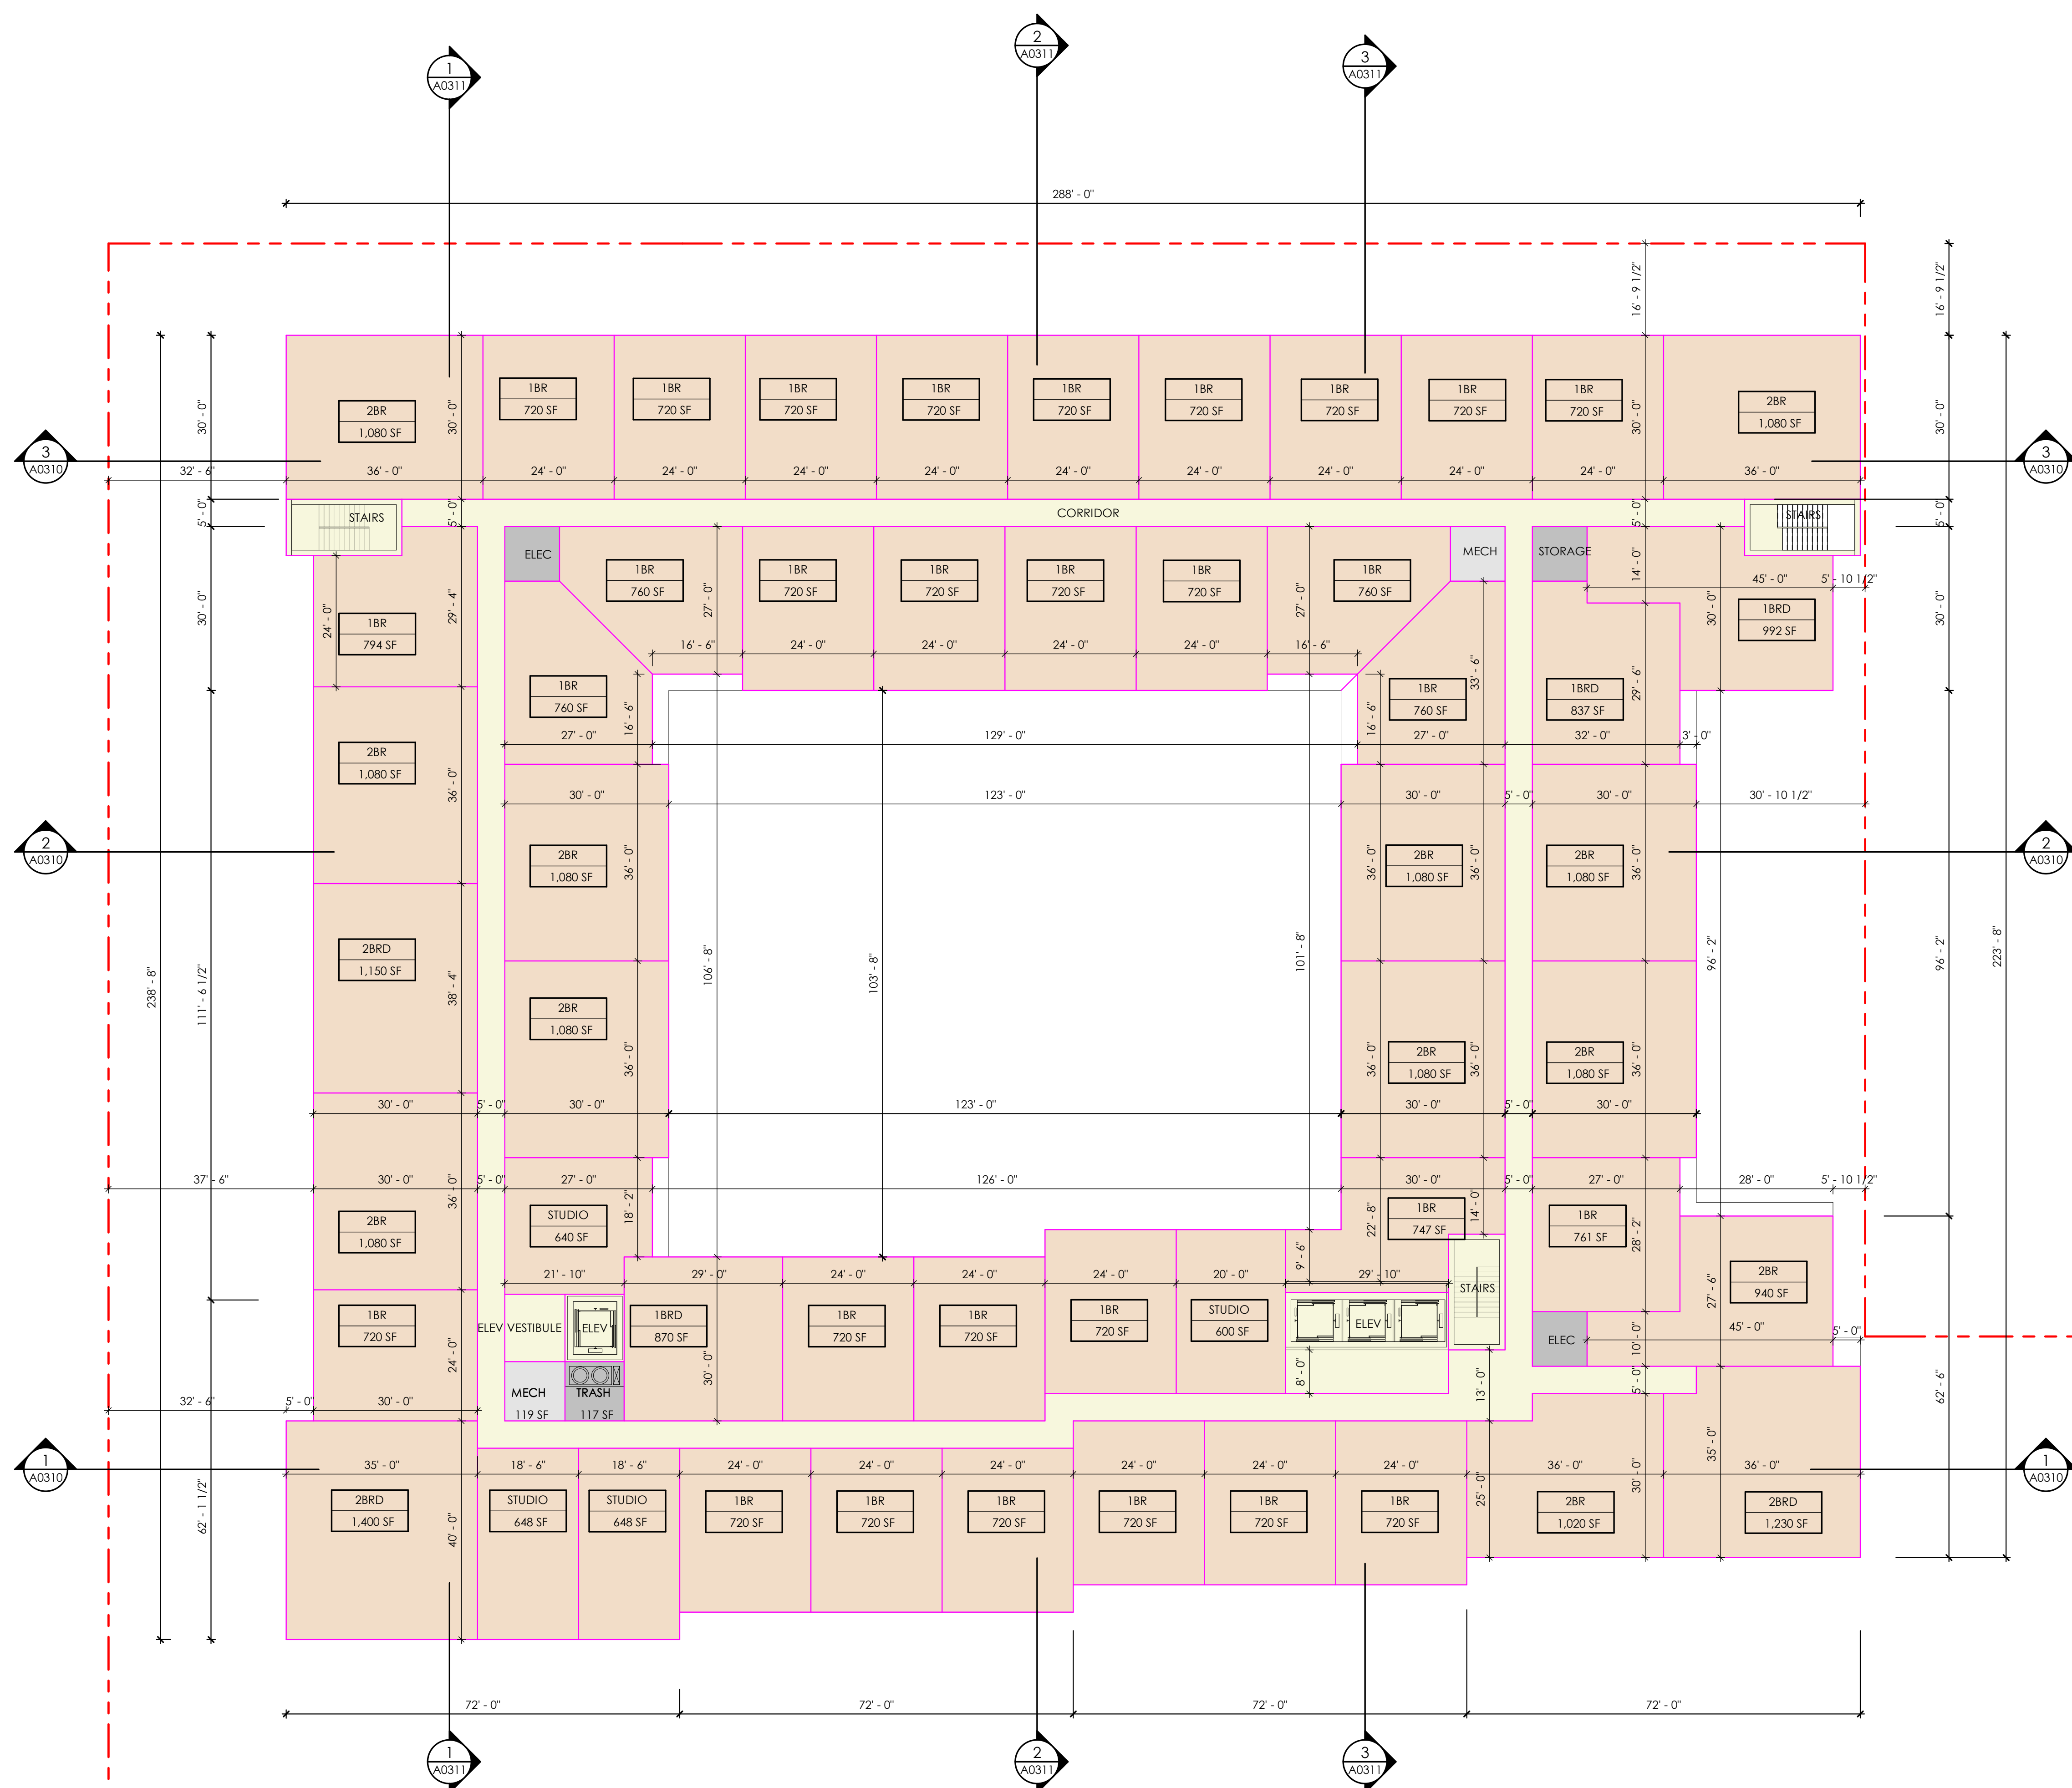 2
A0311
3
A0311
1
A0311
288' - 0"
16' - 9 1/2"
16' - 9 1/2"
1BR
720 SF
1BR
720 SF
1BR
720 SF
1BR
720 SF
1BR
720 SF
1BR
720 SF
1BR
720 SF
1BR
720 SF
1BR
720 SF
2BR
1,080 SF
2BR
1,080 SF
30' - 0"
30' - 0"
30' - 0"
30' - 0"
3
A0310
3
A0310
32' - 6"
36' - 0"
24' - 0"
24' - 0"
24' - 0"
24' - 0"
24' - 0"
24' - 0"
24' - 0"
24' - 0"
24' - 0"
36' - 0"
5' - 0"
STAIRS
5' - 0"
CORRIDOR
5' - 0"
STAIRS
5' - 0"
ELEC
MECH
STORAGE
1BR
760 SF
1BR
720 SF
1BR
720 SF
1BR
720 SF
1BR
720 SF
1BR
760 SF
14' - 0"
45' - 0"
5' - 10 1/2"
30' - 0"
24' - 0"
29' - 4"
27' - 0"
27' - 0"
30' - 0"
30' - 0"
1BR
794 SF
1BRD
992 SF
16' - 6"
24' - 0"
24' - 0"
24' - 0"
24' - 0"
16' - 6"
33' - 6"
1BR
760 SF
16' - 6"
16' - 6"
1BR
760 SF
1BRD
837 SF
29' - 6"
27' - 0"
129' - 0"
27' - 0"
32' - 0"
3' - 0"
2BR
1,080 SF
36' - 0"
30' - 0"
123' - 0"
30' - 0"
5' - 0"
30' - 0"
30' - 10 1/2"
2
A0310
2BR
1,080 SF
36' - 0"
36' - 0"
2BR
1,080 SF
36' - 0"
2BR
1,080 SF
36' - 0"
2
A0310
238' - 8"
111' - 6 1/2"
2BRD
1,150 SF
38' - 4"
106' - 8"
103' - 8"
101' - 8"
96' - 2"
96' - 2"
223' - 8"
2BR
1,080 SF
36' - 0"
36' - 0"
2BR
1,080 SF
36' - 0"
2BR
1,080 SF
36' - 0"
30' - 0"
5' - 0"
30' - 0"
123' - 0"
30' - 0"
5' - 0"
30' - 0"
37' - 6"
30' - 0"
5' - 0"
27' - 0"
126' - 0"
30' - 0"
5' - 0"
27' - 0"
28' - 0"
5' - 10 1/2"
2BR
1,080 SF
36' - 0"
STUDIO
640 SF
18' - 2"
22' - 8"
1BR
747 SF
14' - 0"
1BR
761 SF
28' - 2"
21' - 10"
29' - 0"
24' - 0"
24' - 0"
24' - 0"
20' - 0"
9' - 6"
29' - 10"
STAIRS
27' - 6"
2BR
940 SF
1BR
720 SF
24' - 0"
ELEV VESTIBULE
ELEV
1BRD
870 SF
1BR
720 SF
1BR
720 SF
1BR
720 SF
STUDIO
600 SF
ELEV
ELEC
10' - 0"
45' - 0"
5' - 0"
MECH
119 SF
TRASH
117 SF
30' - 0"
8' - 0"
13' - 0"
5' - 0"
62' - 6"
32' - 6"
5' - 0"
30' - 0"
1
A0310
1
A0310
35' - 0"
18' - 6"
18' - 6"
24' - 0"
24' - 0"
24' - 0"
24' - 0"
24' - 0"
24' - 0"
36' - 0"
36' - 0"
62' - 1 1/2"
40' - 0"
25' - 0"
30' - 0"
35' - 0"
2BRD
1,400 SF
STUDIO
648 SF
STUDIO
648 SF
1BR
720 SF
1BR
720 SF
1BR
720 SF
1BR
720 SF
1BR
720 SF
1BR
720 SF
2BR
1,020 SF
2BRD
1,230 SF
72' - 0"
72' - 0"
72' - 0"
72' - 0"
1
A0311
2
A0311
3
A0311